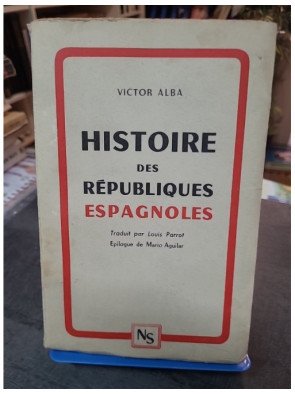 VICTOR ALBA
HISTOIRE
DES
RÉPUBLIQUES
ESPAGNOLES
Traduit par Louis Parrot
Epilogue de Mario Aguilar
NS